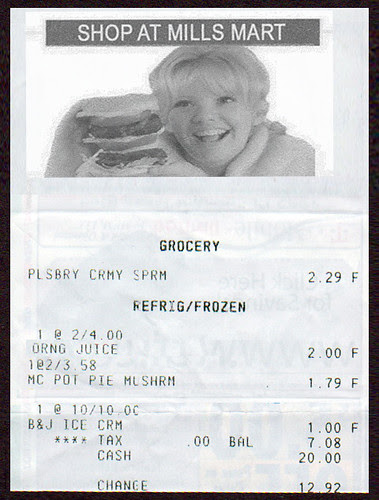 SHOP AT MILLS MART
GROCERY
PLSBRY CRMY SPRM 2.29 F
REFRIG/FROZEN
1 @ 2/4.00
ORNG JUICE 2.00 F
1@2/3.58
MC POT PIE MLSHRM 1.79 F
1 @ 10/10.00
B&J ICE CRM 1.00 F
**** TAX .00 BAL 7.08
CASH 20.00
CHANGE 12.92